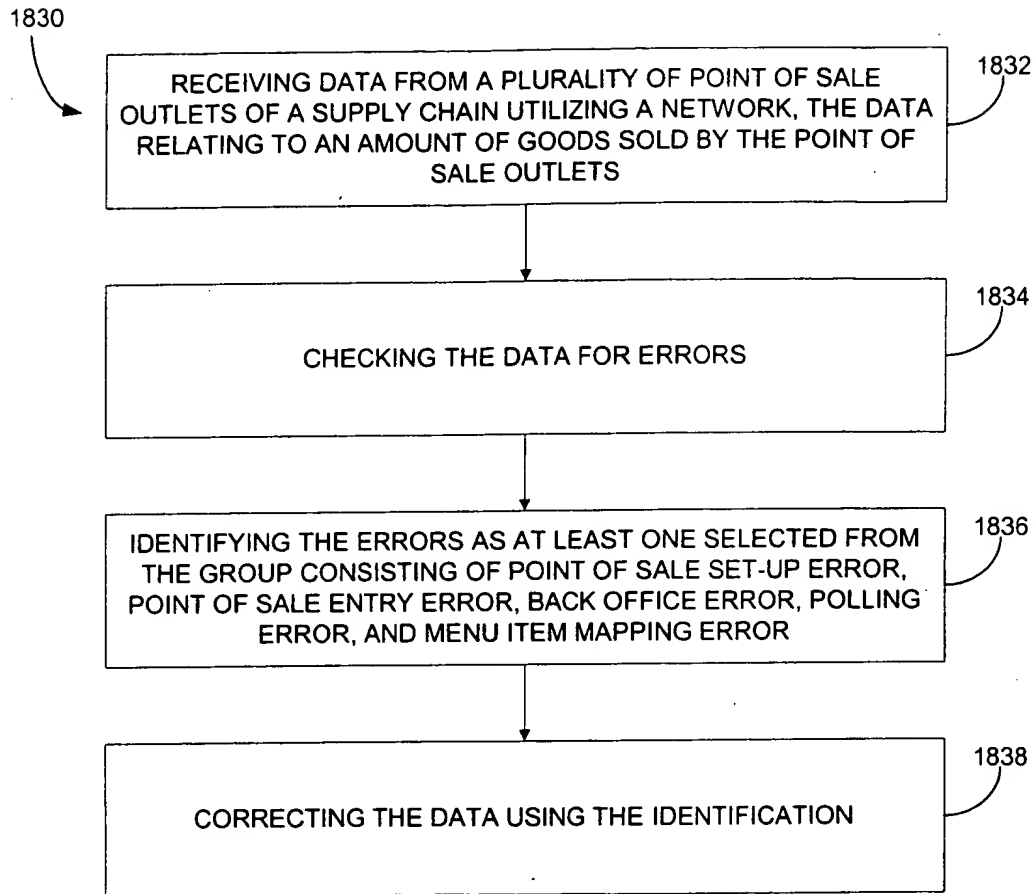 1830
RECEIVING DATA FROM A PLURALITY OF POINT OF SALE
OUTLETS OF A SUPPLY CHAIN UTILIZING A NETWORK, THE DATA
RELATING TO AN AMOUNT OF GOODS SOLD BY THE POINT OF
SALE OUTLETS
1832
CHECKING THE DATA FOR ERRORS
1834
IDENTIFYING THE ERRORS AS AT LEAST ONE SELECTED FROM
THE GROUP CONSISTING OF POINT OF SALE SET-UP ERROR,
POINT OF SALE ENTRY ERROR, BACK OFFICE ERROR, POLLING
ERROR, AND MENU ITEM MAPPING ERROR
1836
CORRECTING THE DATA USING THE IDENTIFICATION
1838